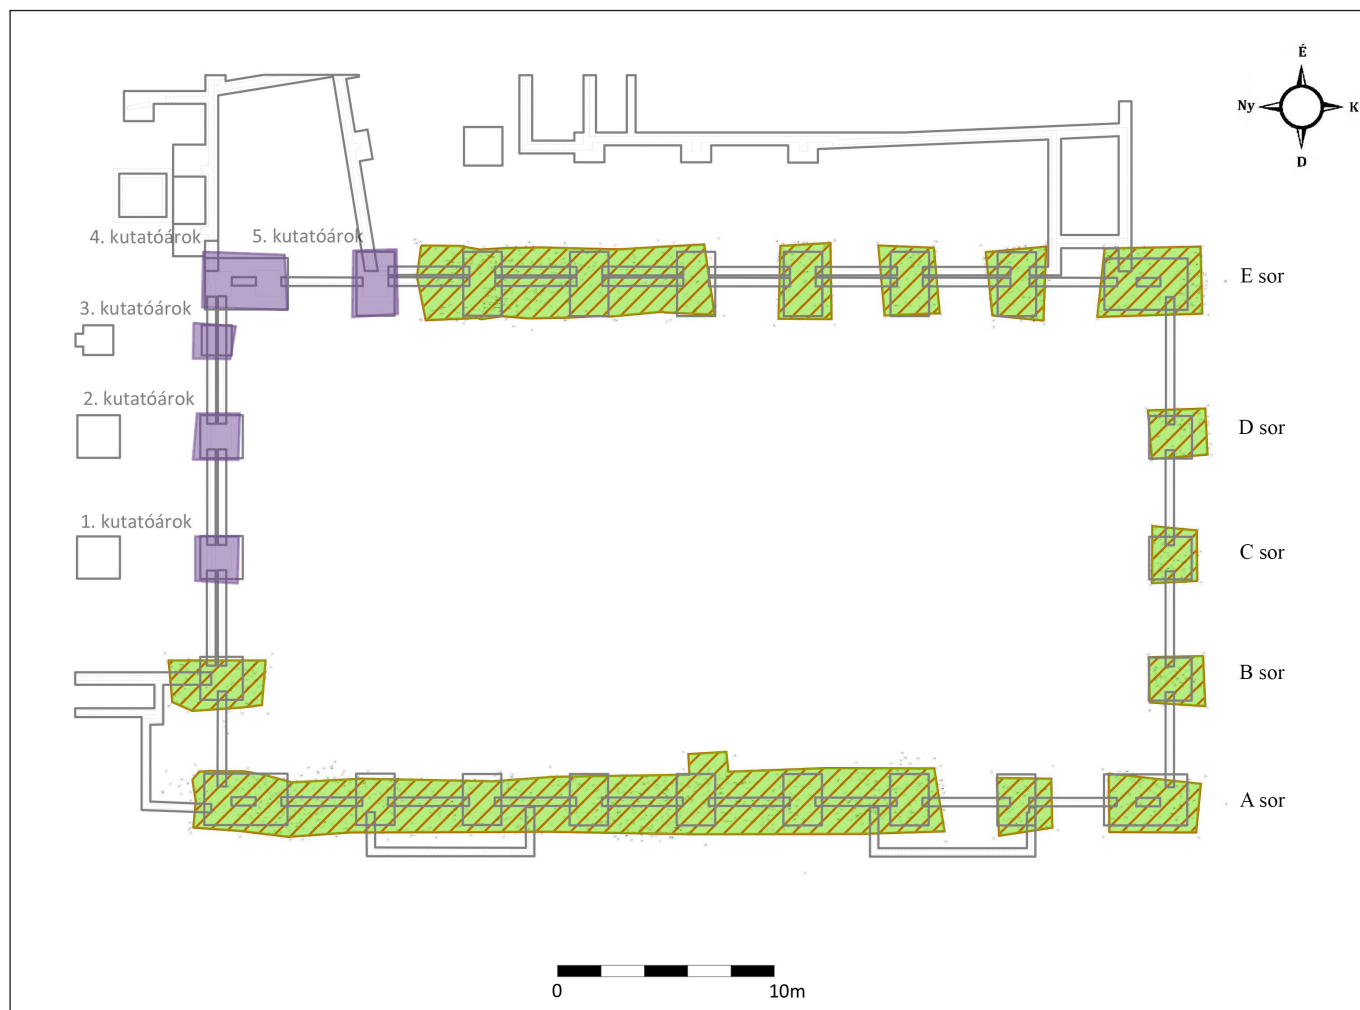 É
Ny
K
D
4. kutatóárok
5. kutatóárok
E sor
3. kutatóárok
2. kutatóárok
D sor
1. kutatóárok
C sor
B sor
A sor
0
10m